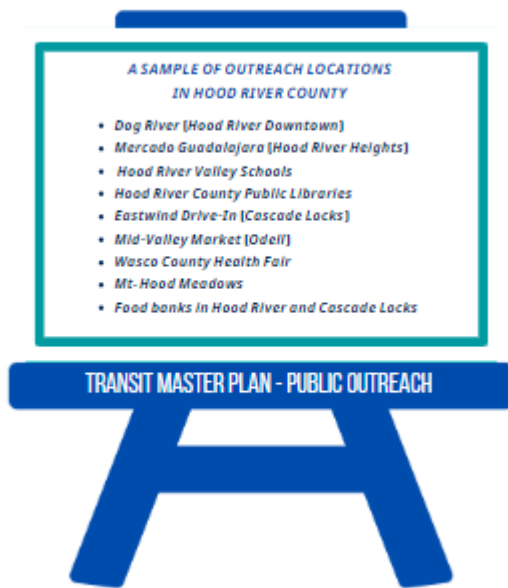 A SAMPLE OF OUTREACH LOCATIONS
IN HOOD RIVER COUNTY
• Dog River [Hood River Downtown]
• Mercado Guadalajara [Hood River Heights]
• Hood River Valley Schools
• Hood River County Public Libraries
• Eastwind Drive-In [Cascade Locks]
• Mid-Valley Market [Odell]
• Wasco County Health Fair
• Mt-Hood Meadows
• Food banks in Hood River and Cascade Locks
TRANSIT MASTER PLAN - PUBLIC OUTREACH